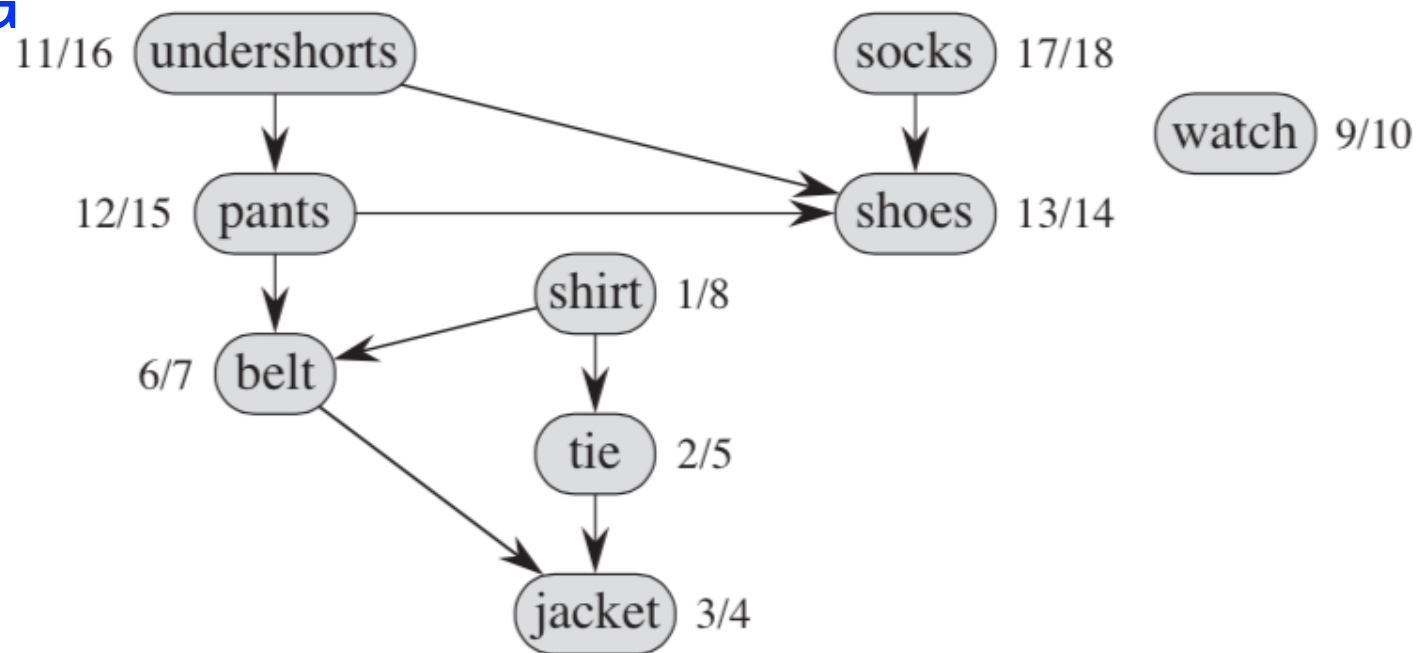 11/16 undershorts socks 17/18
watch 9/10
12/15 pants shoes 13/14
shirt 1/8
6/7 belt
tie 2/5
jacket 3/4